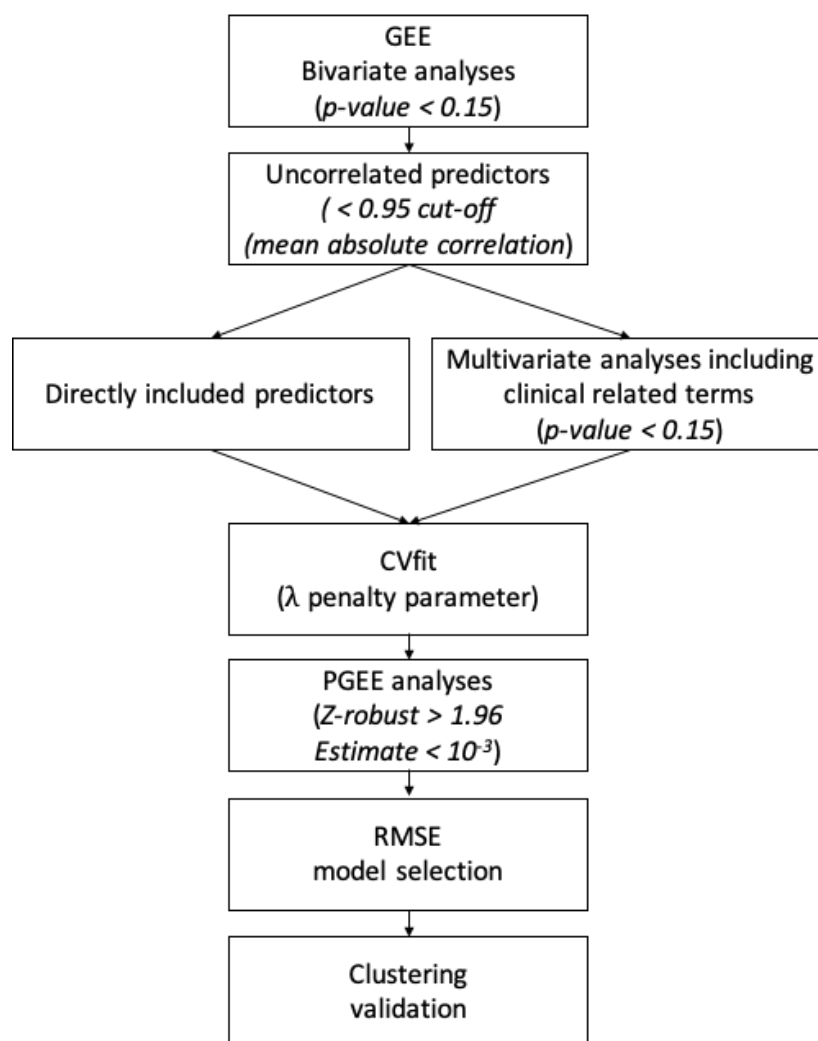 GEE
Bivariate analyses
(p-value < 0.15)
Uncorrelated predictors
( < 0.95 cut-off
(mean absolute correlation)
Directly included predictors
Multivariate analyses including
clinical related terms
(p-value < 0.15)
CVfit
(λ penalty parameter)
PGEE analyses
(Z-robust > 1.96
Estimate < 10⁻³)
RMSE
model selection
Clustering
validation